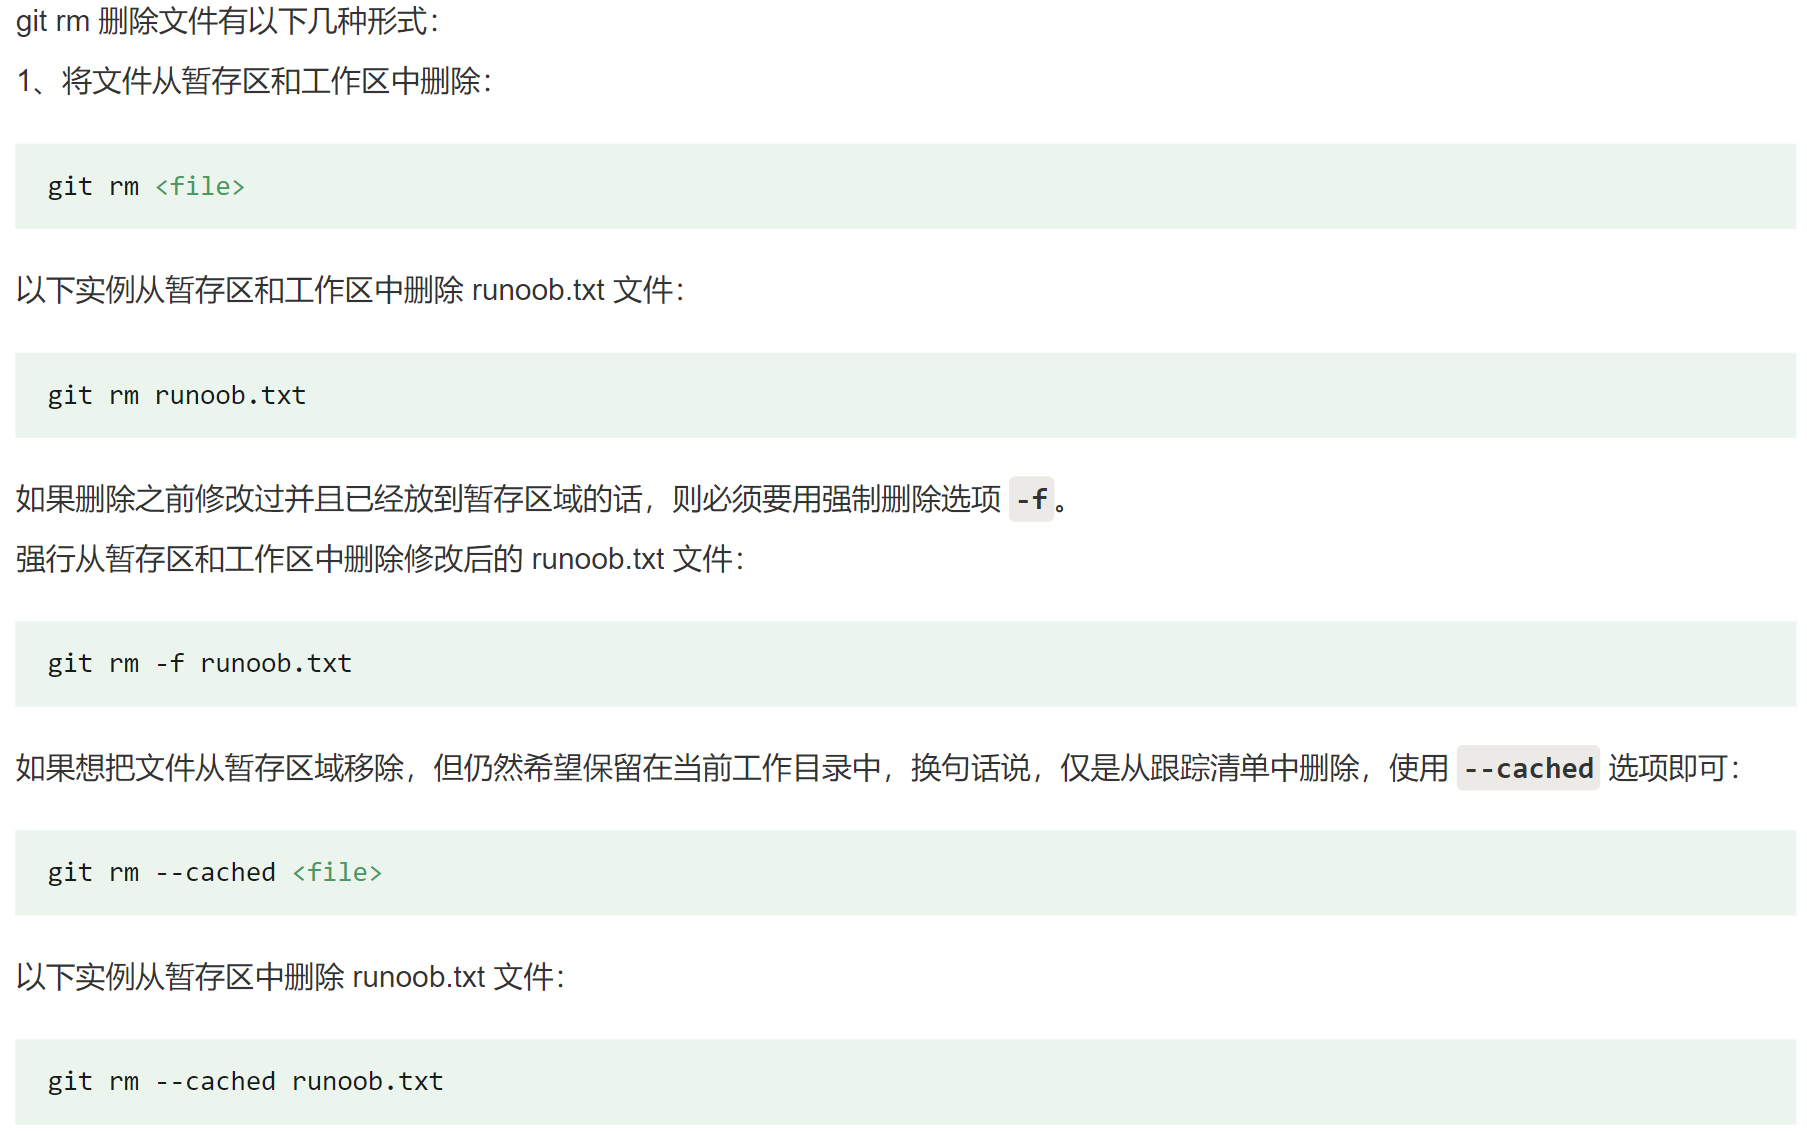 git rm 删除文件有以下几种形式：
1、将文件从暂存区和工作区中删除：
git rm <file>
以下实例从暂存区和工作区中删除 runoob.txt 文件：
git rm runoob.txt
如果删除之前修改过并且已经放到暂存区域的话，则必须要用强制删除选项 -f。
强行从暂存区和工作区中删除修改后的 runoob.txt 文件：
git rm -f runoob.txt
如果想把文件从暂存区域移除，但仍然希望保留在当前工作目录中，换句话说，仅是从跟踪清单中删除，使用 --cached 选项即可：
git rm --cached <file>
以下实例从暂存区中删除 runoob.txt 文件：
git rm --cached runoob.txt